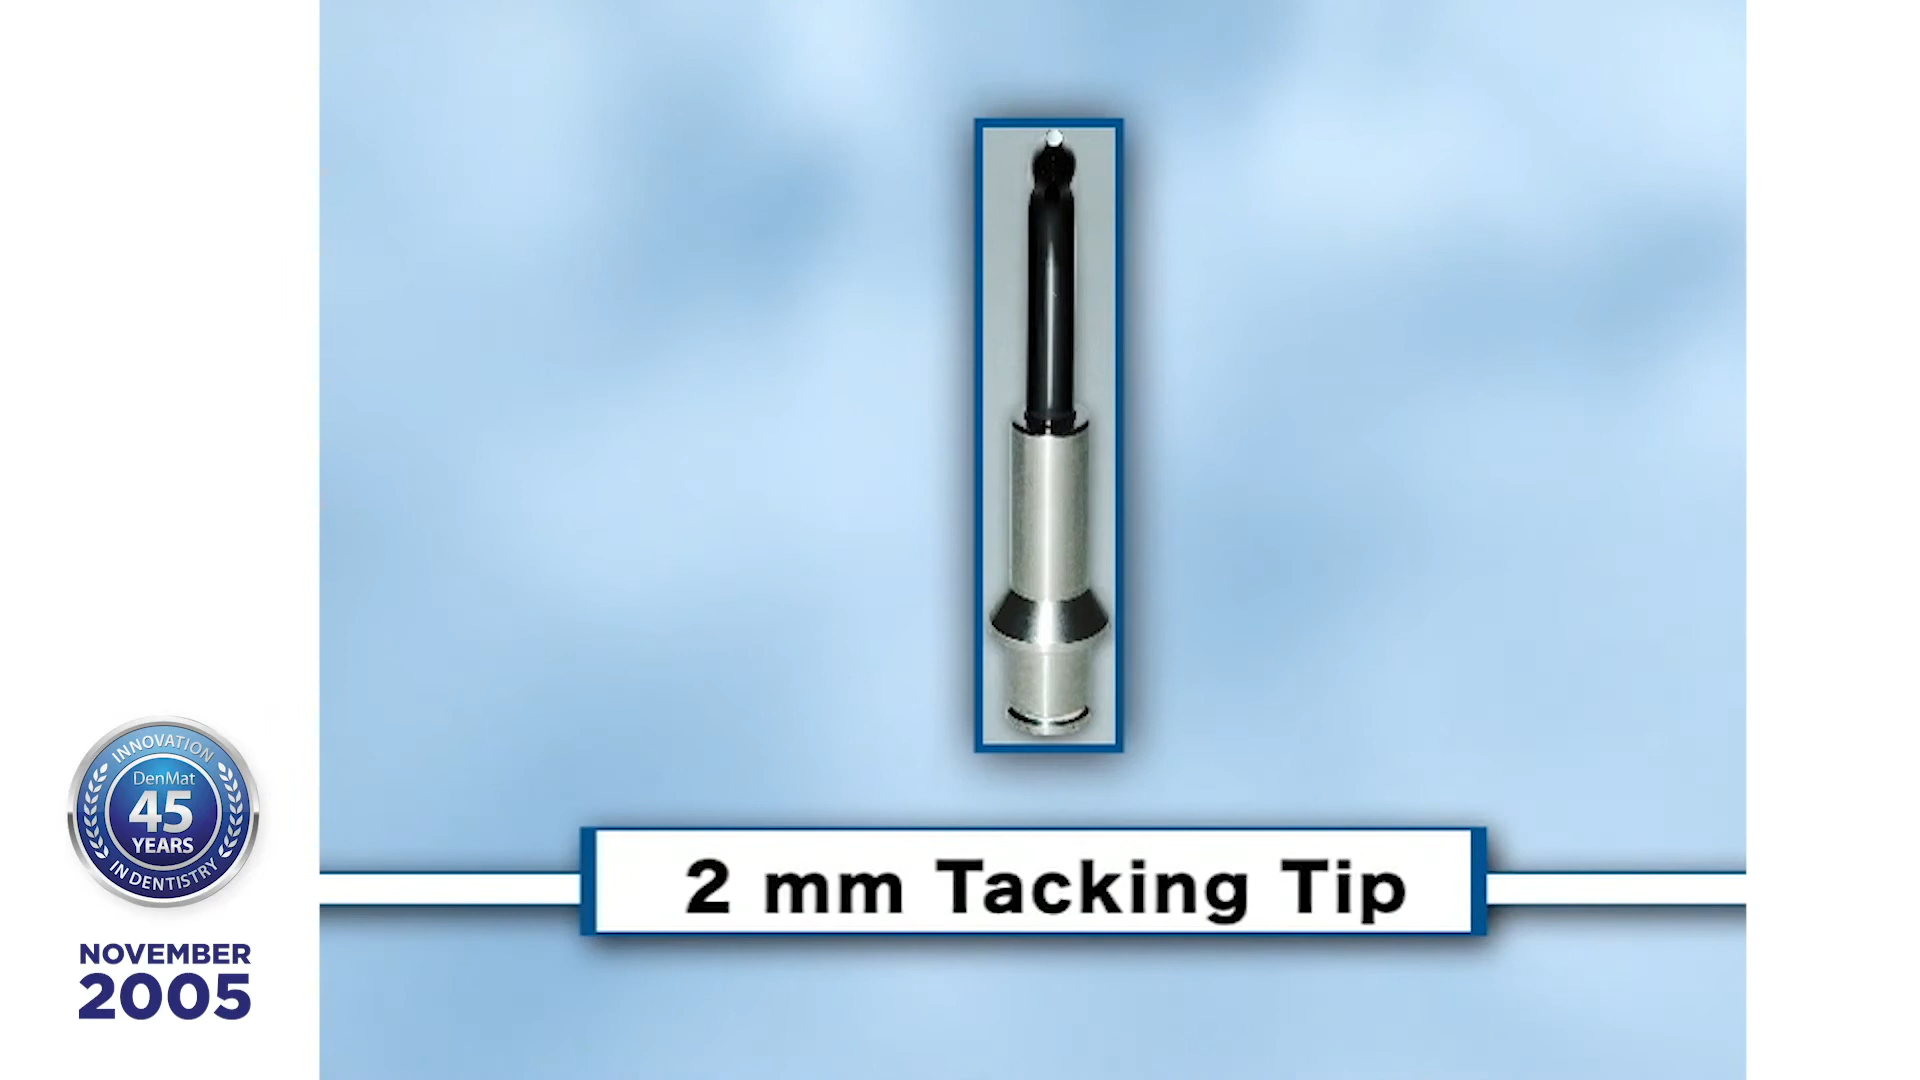 2 mm Tacking Tip
INNOVATION
DenMat
45
YEARS
IN DENTISTRY
NOVEMBER
2005